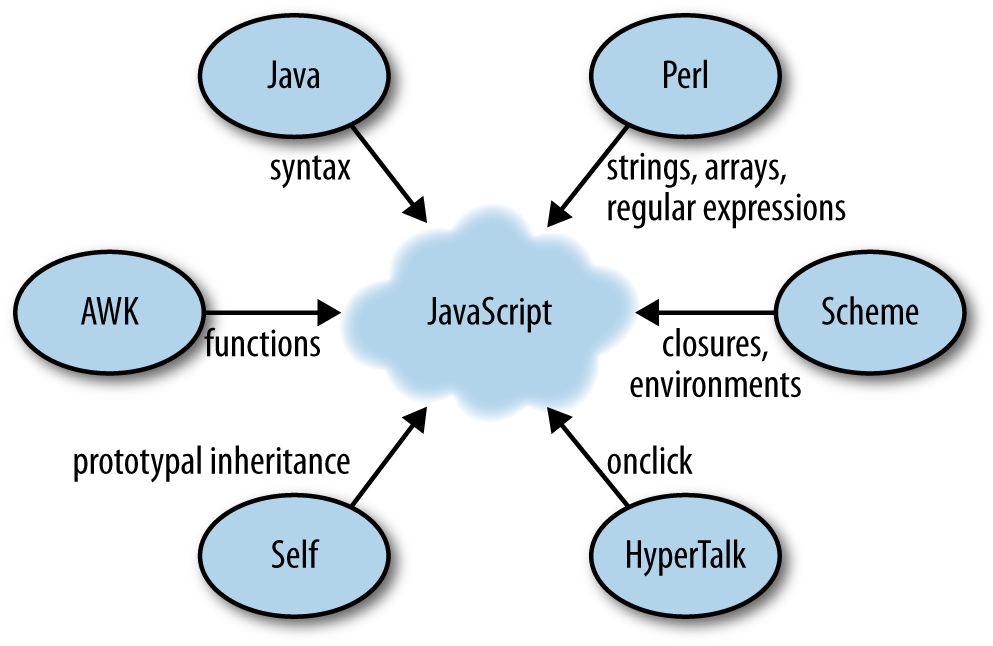 Java
Perl
syntax
strings, arrays,
regular expressions
AWK
JavaScript
Scheme
functions
closures,
environments
prototypal inheritance
onclick
Self
HyperTalk